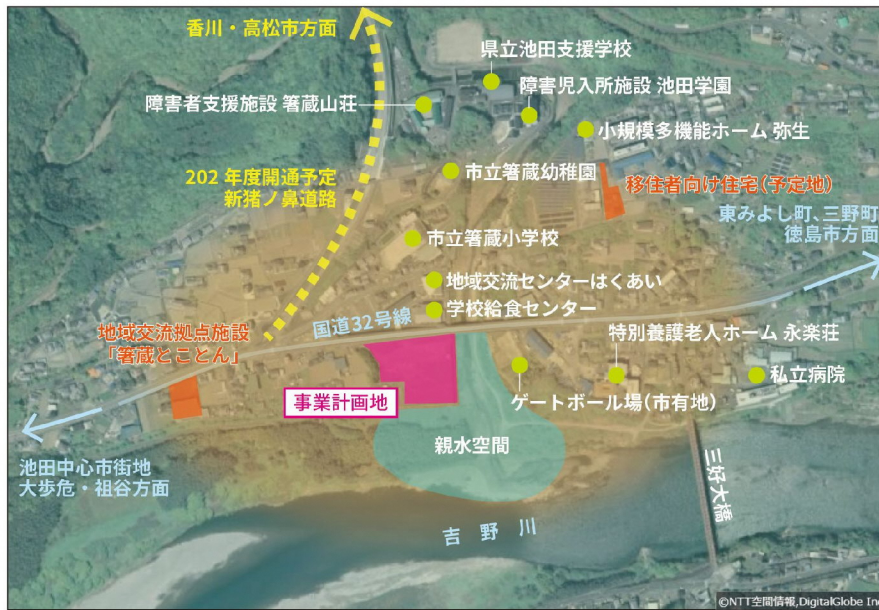 香川・高松市方面
県立池田支援学校
障害児入所施設 池田学園
障害者支援施設 箸蔵山荘
小規模多機能ホーム 弥生
202 年度開通予定
新猪ノ鼻道路
市立箸蔵幼稚園
移住者向け住宅(予定地)
東みよし町、三野町
徳島市方面
市立箸蔵小学校
地域交流センターはくあい
学校給食センター
国道32号線
地域交流拠点施設
「箸蔵とことん」
特別養護老人ホーム 永楽荘
私立病院
事業計画地
ゲートボール場(市有地)
親水空間
池田中心市街地
大歩危・祖谷方面
三好大橋
吉野川
©NTT空間情報,DigitalGlobe Inc